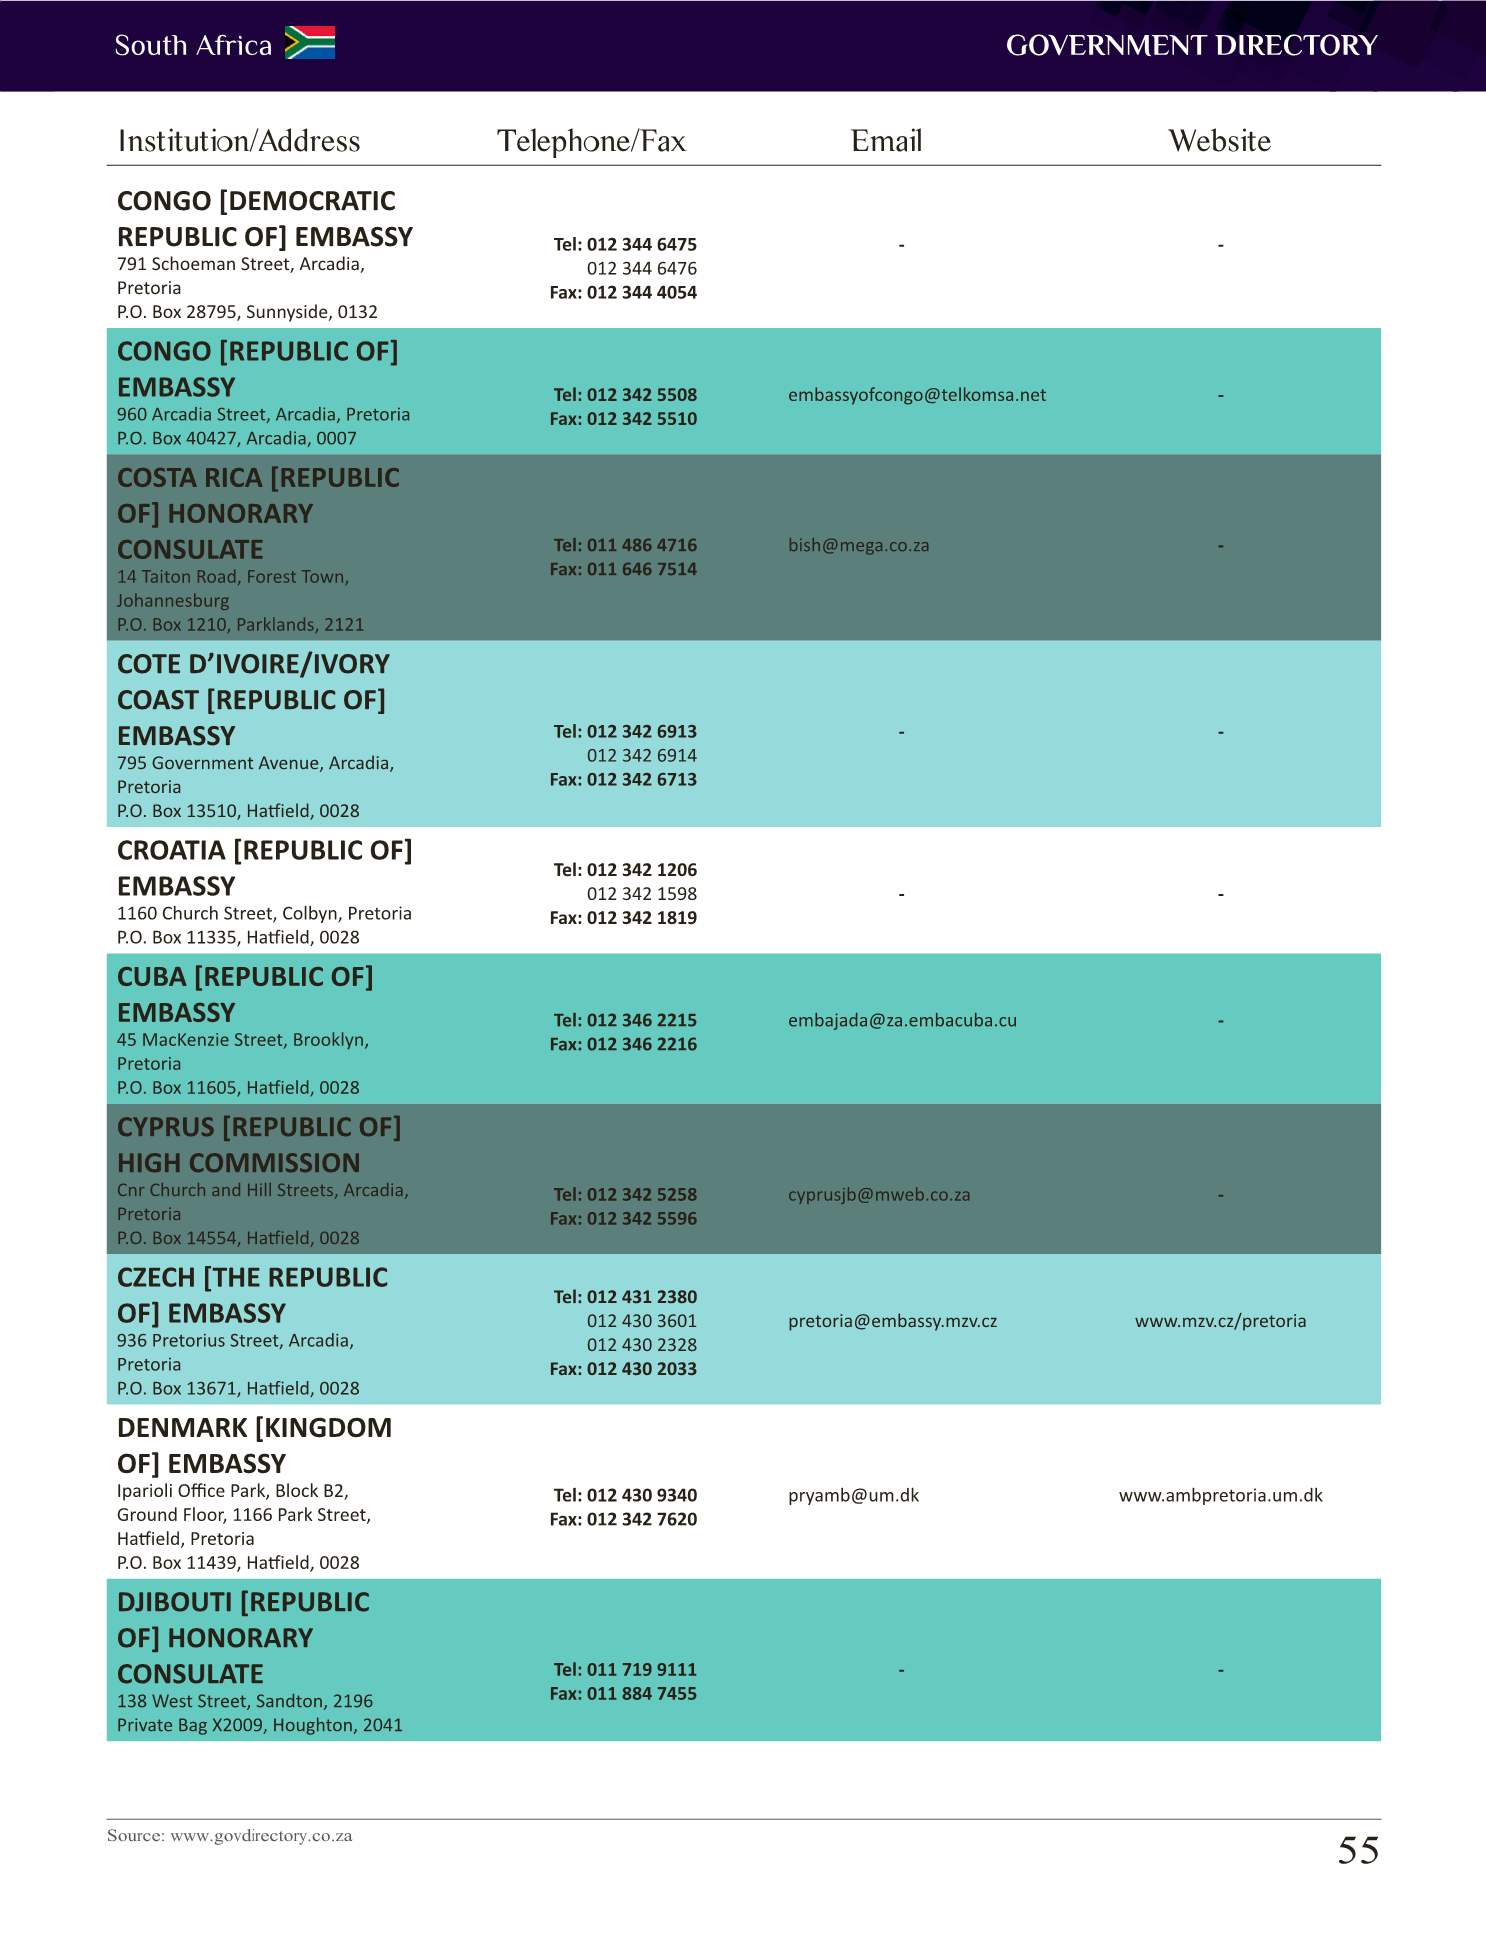 South Africa
GOVERNMENT DIRECTORY
Institution/Address Telephone/Fax Email Website
CONGO [DEMOCRATIC
REPUBLIC OF] EMBASSY
791 Schoeman Street, Arcadia,
Pretoria
P.O. Box 28795, Sunnyside, 0132
Tel: 012 344 6475
012 344 6476
Fax: 012 344 4054
-
-
CONGO [REPUBLIC OF]
EMBASSY
960 Arcadia Street, Arcadia, Pretoria
P.O. Box 40427, Arcadia, 0007
Tel: 012 342 5508
Fax: 012 342 5510
embassyofcongo@telkomsa.net
-
COSTA RICA [REPUBLIC
OF] HONORARY
CONSULATE
14 Taiton Road, Forest Town,
Johannesburg
P.O. Box 1210, Parklands, 2121
Tel: 011 486 4716
Fax: 011 646 7514
bish@mega.co.za
-
COTE D’IVOIRE/IVORY
COAST [REPUBLIC OF]
EMBASSY
795 Government Avenue, Arcadia,
Pretoria
P.O. Box 13510, Hatfield, 0028
Tel: 012 342 6913
012 342 6914
Fax: 012 342 6713
-
-
CROATIA [REPUBLIC OF]
EMBASSY
1160 Church Street, Colbyn, Pretoria
P.O. Box 11335, Hatfield, 0028
Tel: 012 342 1206
012 342 1598
Fax: 012 342 1819
-
-
CUBA [REPUBLIC OF]
EMBASSY
45 MacKenzie Street, Brooklyn,
Pretoria
P.O. Box 11605, Hatfield, 0028
Tel: 012 346 2215
Fax: 012 346 2216
embajada@za.embacuba.cu
-
CYPRUS [REPUBLIC OF]
HIGH COMMISSION
Cnr Church and Hill Streets, Arcadia,
Pretoria
P.O. Box 14554, Hatfield, 0028
Tel: 012 342 5258
Fax: 012 342 5596
cyprusjb@mweb.co.za
-
CZECH [THE REPUBLIC
OF] EMBASSY
936 Pretorius Street, Arcadia,
Pretoria
P.O. Box 13671, Hatfield, 0028
Tel: 012 431 2380
012 430 3601
012 430 2328
Fax: 012 430 2033
pretoria@embassy.mzv.cz
www.mzv.cz/pretoria
DENMARK [KINGDOM
OF] EMBASSY
Iparioli Office Park, Block B2,
Ground Floor, 1166 Park Street,
Hatfield, Pretoria
P.O. Box 11439, Hatfield, 0028
Tel: 012 430 9340
Fax: 012 342 7620
pryamb@um.dk
www.ambpretoria.um.dk
DJIBOUTI [REPUBLIC
OF] HONORARY
CONSULATE
138 West Street, Sandton, 2196
Private Bag X2009, Houghton, 2041
Tel: 011 719 9111
Fax: 011 884 7455
-
-
Source: www.govdirectory.co.za
55